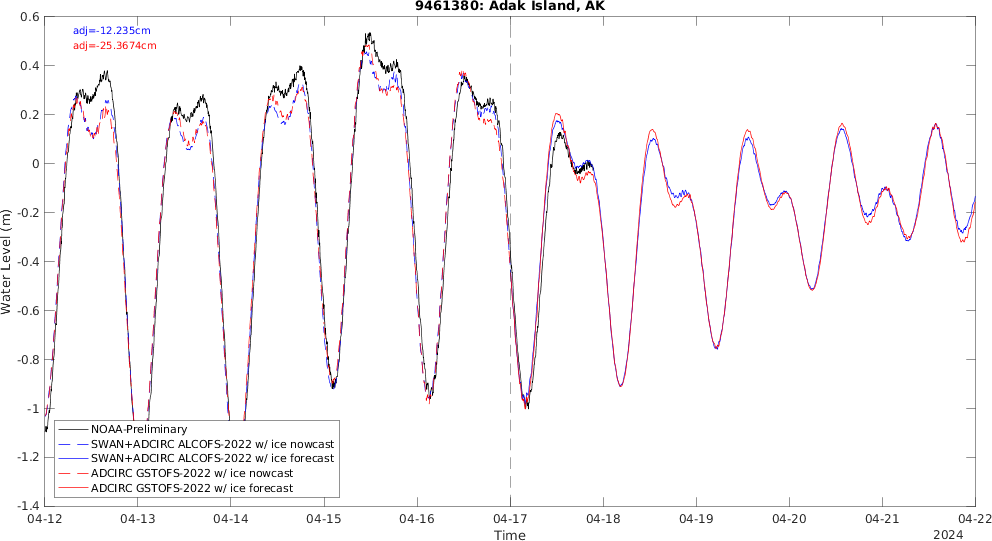 9461380: Adak Island, AK
adj=-12.235cm
adj=-25.3674cm
0.6
0.4
0.2
0
-0.2
-0.4
-0.6
-0.8
-1
-1.2
-1.4
Water Level (m)
NOAA-Preliminary
SWAN+ADCIRC ALCOFS-2022 w/ ice nowcast
SWAN+ADCIRC ALCOFS-2022 w/ ice forecast
ADCIRC GSTOFS-2022 w/ ice nowcast
ADCIRC GSTOFS-2022 w/ ice forecast
04-12 04-13 04-14 04-15 04-16 04-17 04-18 04-19 04-20 04-21 04-22
Time
2024